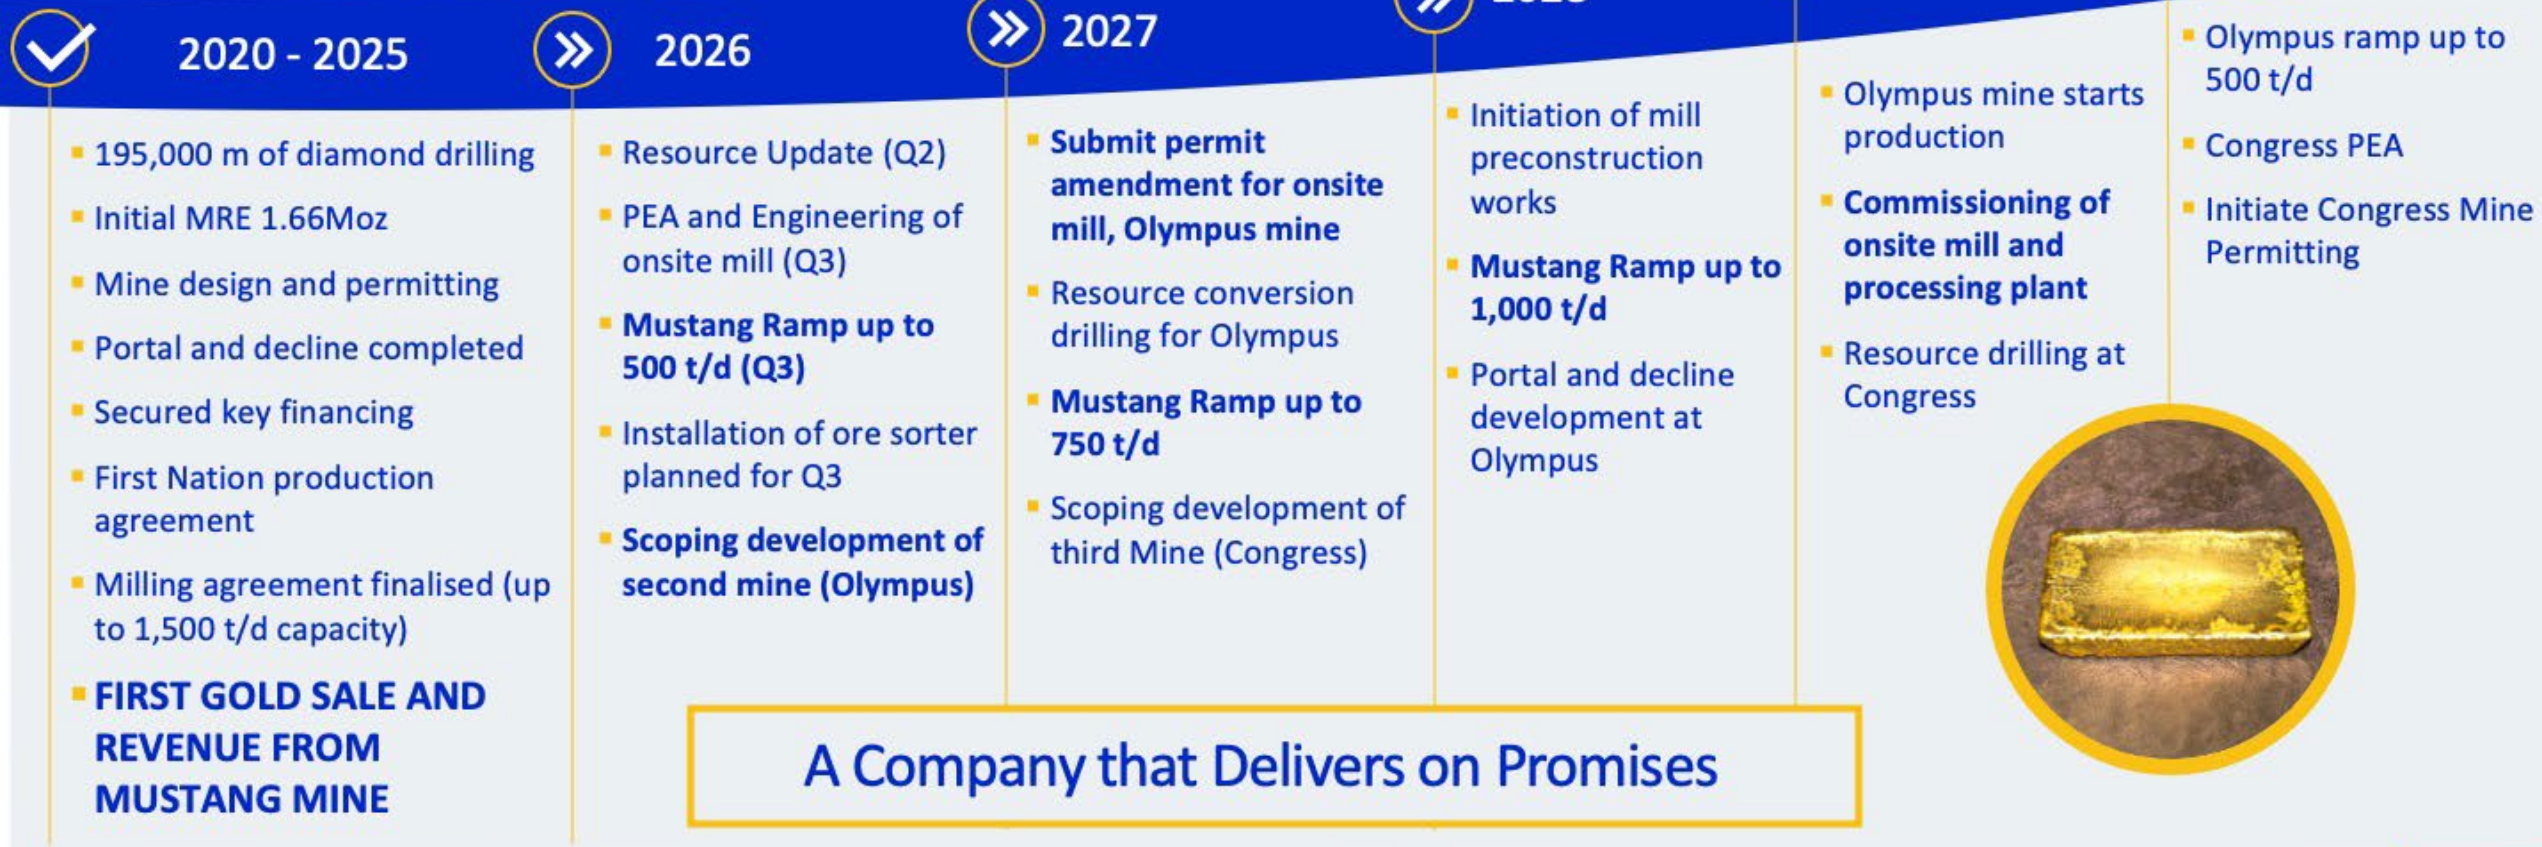 2020 - 2025
195,000 m of diamond drilling
Initial MRE 1.66Moz
Mine design and permitting
Portal and decline completed
Secured key financing
First Nation production
agreement
Milling agreement finalised (up
to 1,500 t/d capacity)
FIRST GOLD SALE AND
REVENUE FROM
MUSTANG MINE
2026
Resource Update (Q2)
PEA and Engineering of
onsite mill (Q3)
Mustang Ramp up to
500 t/d (Q3)
Installation of ore sorter
planned for Q3
Scoping development of
second mine (Olympus)
2027
Submit permit
amendment for onsite
mill, Olympus mine
Resource conversion
drilling for Olympus
Mustang Ramp up to
750 t/d
Scoping development of
third Mine (Congress)
Initiation of mill
preconstruction
works
Mustang Ramp up to
1,000 t/d
Portal and decline
development at
Olympus
Olympus mine starts
production
Commissioning of
onsite mill and
processing plant
Resource drilling at
Congress
Olympus ramp up to
500 t/d
Congress PEA
Initiate Congress Mine
Permitting
A Company that Delivers on Promises